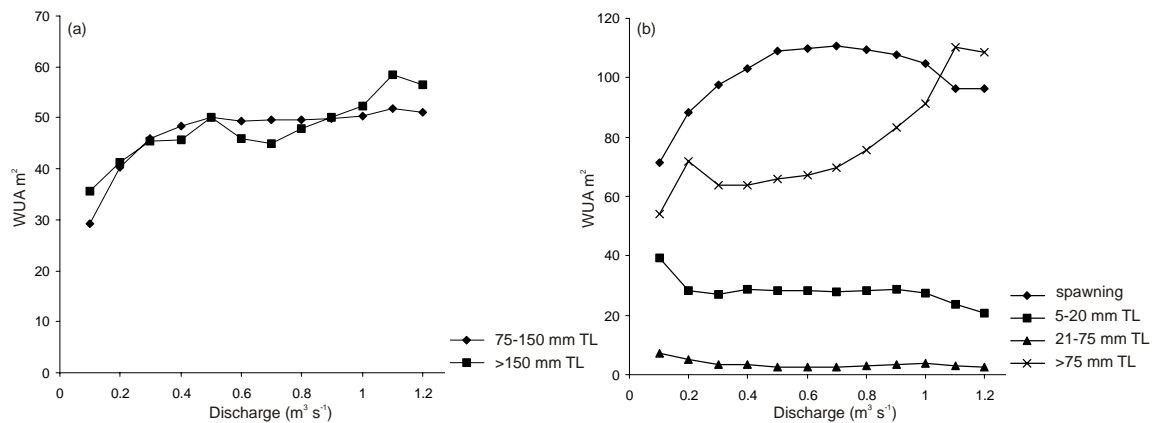 (a)
70
60
50
40
30
20
10
0
WUA m²
0 0.2 0.4 0.6 0.8 1.0 1.2
Discharge (m³ s⁻¹)
75-150 mm TL
>150 mm TL
(b)
120
100
80
60
40
20
0
WUA m²
0 0.2 0.4 0.6 0.8 1.0 1.2
Discharge (m³ s⁻¹)
spawning
5-20 mm TL
21-75 mm TL
>75 mm TL